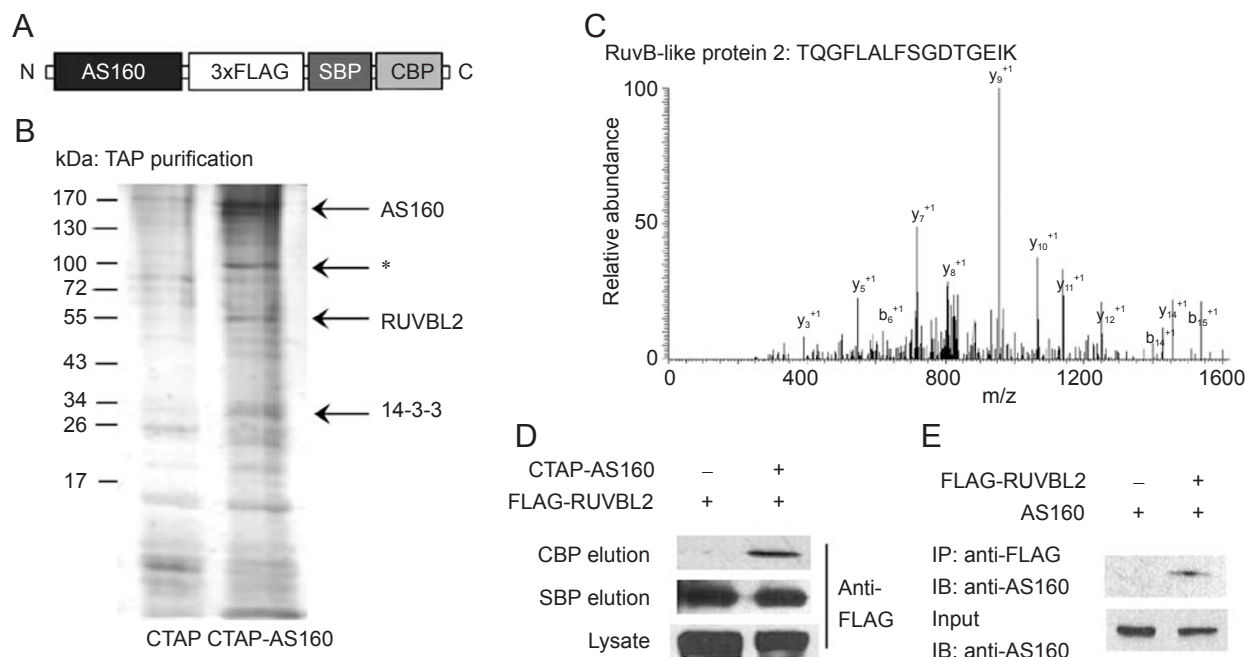 A
N AS160 3xFLAG SBP CBP C
B
kDa: TAP purification
170
130
100
72
55
43
34
26
17
AS160
*
RUVBL2
14-3-3
CTAP CTAP-AS160
C
RuvB-like protein 2: TQGFLALFSGDTGEIK
Relative abundance
100
50
0
y3+1
y5+1
b6+1
y7+1
y8+1
y9+1
y10+1
y11+1
y12+1
b14+1
y14+1
b15+1
0 400 800 1200 1600
m/z
D
CTAP-AS160 – +
FLAG-RUVBL2 + +
CBP elution
SBP elution
Lysate
Anti-
FLAG
E
FLAG-RUVBL2 – +
AS160 + +
IP: anti-FLAG
IB: anti-AS160
Input
IB: anti-AS160